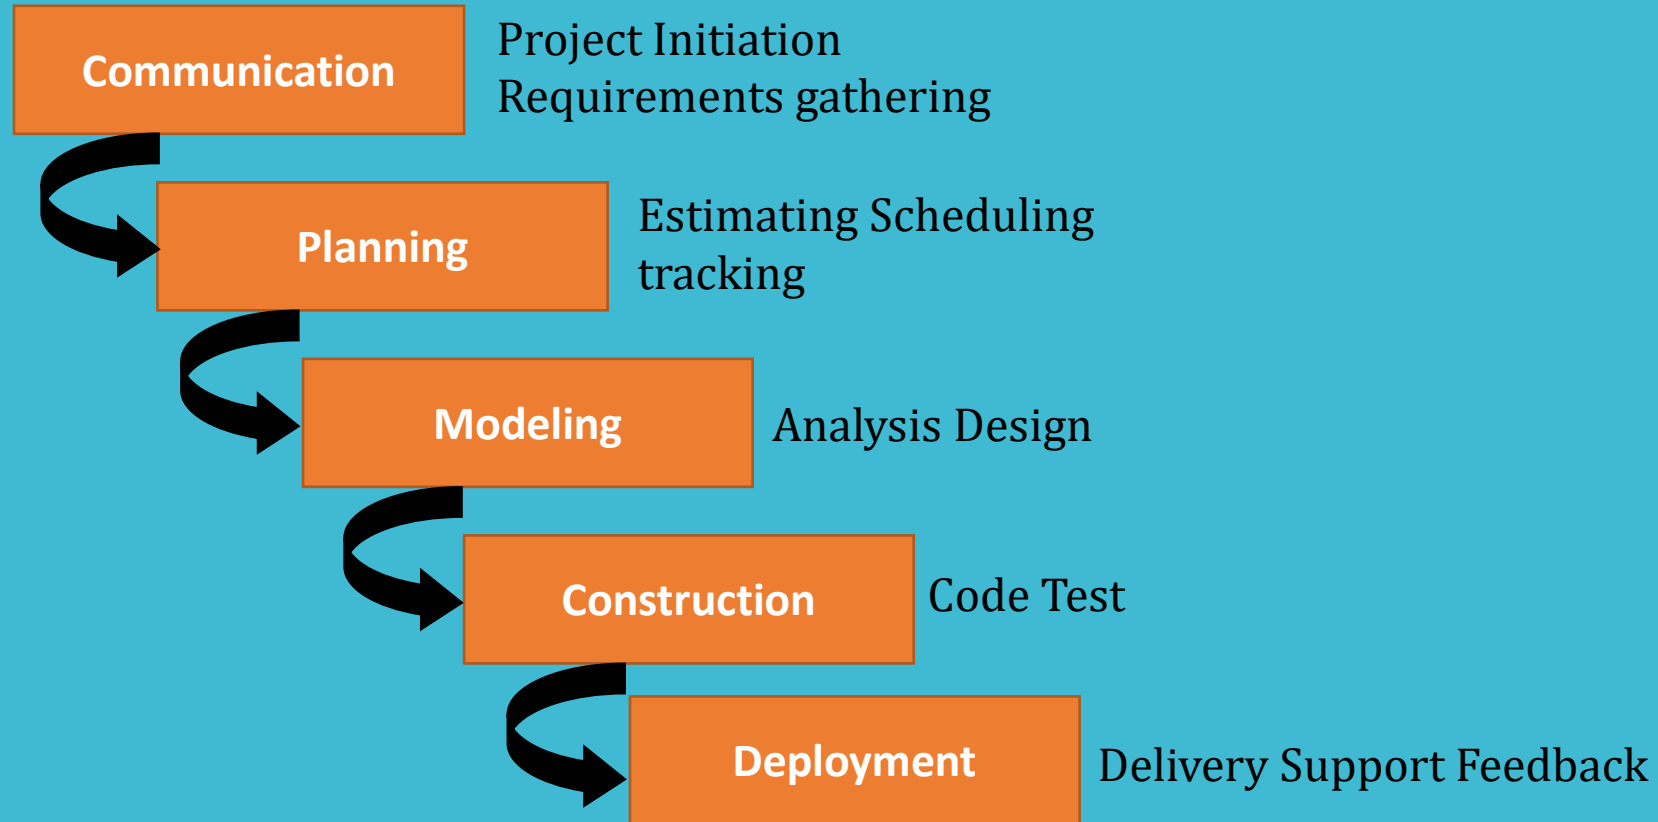 Communication
Project Initiation
Requirements gathering
Planning
Estimating Scheduling
tracking
Modeling
Analysis Design
Construction
Code Test
Deployment
Delivery Support Feedback